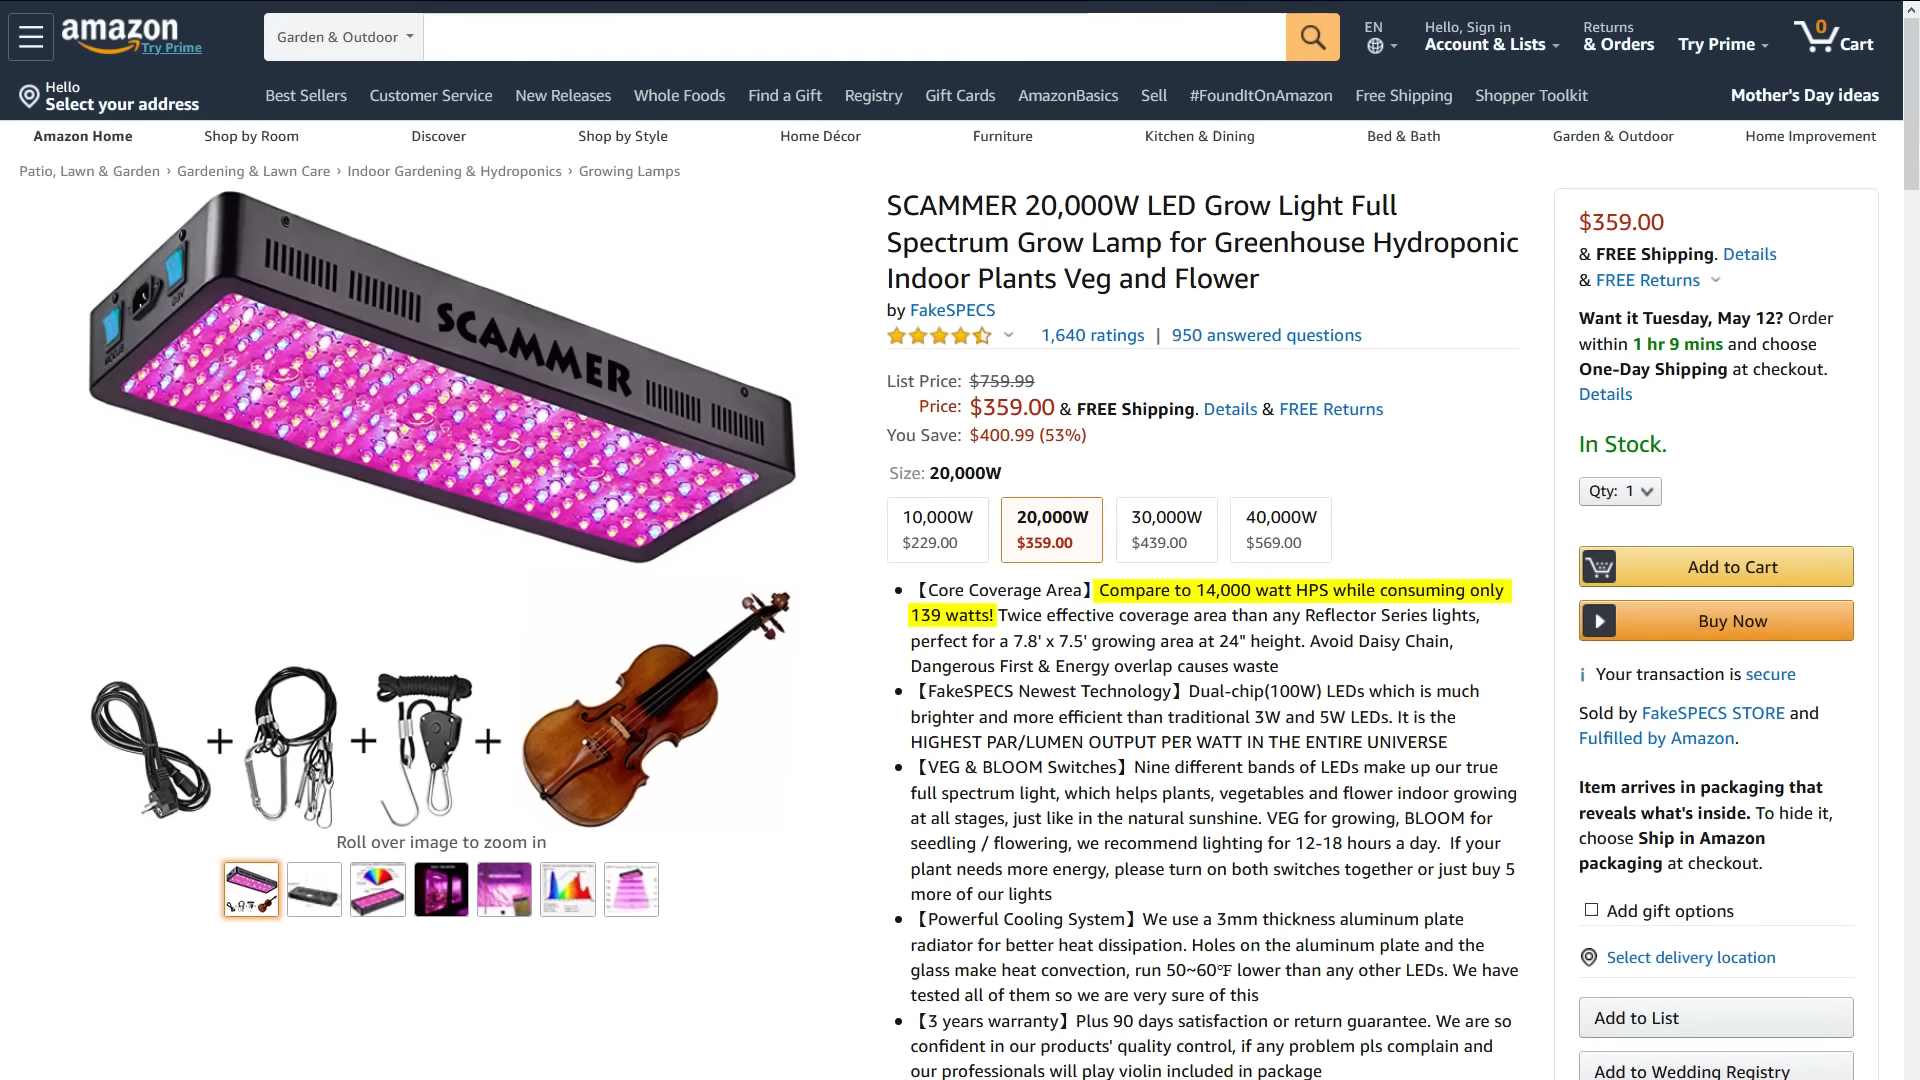 amazon
Try Prime
Garden & Outdoor
EN
Hello, Sign in
Account & Lists
Returns
& Orders
Try Prime
0
Cart
Hello
Select your address
Best Sellers
Customer Service
New Releases
Whole Foods
Find a Gift
Registry
Gift Cards
AmazonBasics
Sell
#FoundItOnAmazon
Free Shipping
Shopper Toolkit
Mother's Day ideas
Amazon Home
Shop by Room
Discover
Shop by Style
Home Décor
Furniture
Kitchen & Dining
Bed & Bath
Garden & Outdoor
Home Improvement
Patio, Lawn & Garden › Gardening & Lawn Care › Indoor Gardening & Hydroponics › Growing Lamps
SCAMMER
+
+
+
Roll over image to zoom in
SCAMMER 20,000W LED Grow Light Full
Spectrum Grow Lamp for Greenhouse Hydroponic
Indoor Plants Veg and Flower
by FakeSPECS
1,640 ratings | 950 answered questions
List Price: $759.99
Price: $359.00 & FREE Shipping. Details & FREE Returns
You Save: $400.99 (53%)
Size: 20,000W
10,000W
$229.00
20,000W
$359.00
30,000W
$439.00
40,000W
$569.00
• 【Core Coverage Area】Compare to 14,000 watt HPS while consuming only
139 watts! Twice effective coverage area than any Reflector Series lights,
perfect for a 7.8' x 7.5' growing area at 24" height. Avoid Daisy Chain,
Dangerous First & Energy overlap causes waste
• 【FakeSPECS Newest Technology】Dual-chip(100W) LEDs which is much
brighter and more efficient than traditional 3W and 5W LEDs. It is the
HIGHEST PAR/LUMEN OUTPUT PER WATT IN THE ENTIRE UNIVERSE
• 【VEG & BLOOM Switches】Nine different bands of LEDs make up our true
full spectrum light, which helps plants, vegetables and flower indoor growing
at all stages, just like in the natural sunshine. VEG for growing, BLOOM for
seedling / flowering, we recommend lighting for 12-18 hours a day. If your
plant needs more energy, please turn on both switches together or just buy 5
more of our lights
• 【Powerful Cooling System】We use a 3mm thickness aluminum plate
radiator for better heat dissipation. Holes on the aluminum plate and the
glass make heat convection, run 50~60℉ lower than any other LEDs. We have
tested all of them so we are very sure of this
• 【3 years warranty】Plus 90 days satisfaction or return guarantee. We are so
confident in our products' quality control, if any problem pls complain and
our professionals will play violin included in package
$359.00
& FREE Shipping. Details
& FREE Returns
Want it Tuesday, May 12? Order
within 1 hr 9 mins and choose
One-Day Shipping at checkout.
Details
In Stock.
Qty: 1
Add to Cart
Buy Now
Your transaction is secure
Sold by FakeSPECS STORE and
Fulfilled by Amazon.
Item arrives in packaging that
reveals what's inside. To hide it,
choose Ship in Amazon
packaging at checkout.
Add gift options
Select delivery location
Add to List
Add to Wedding Registry